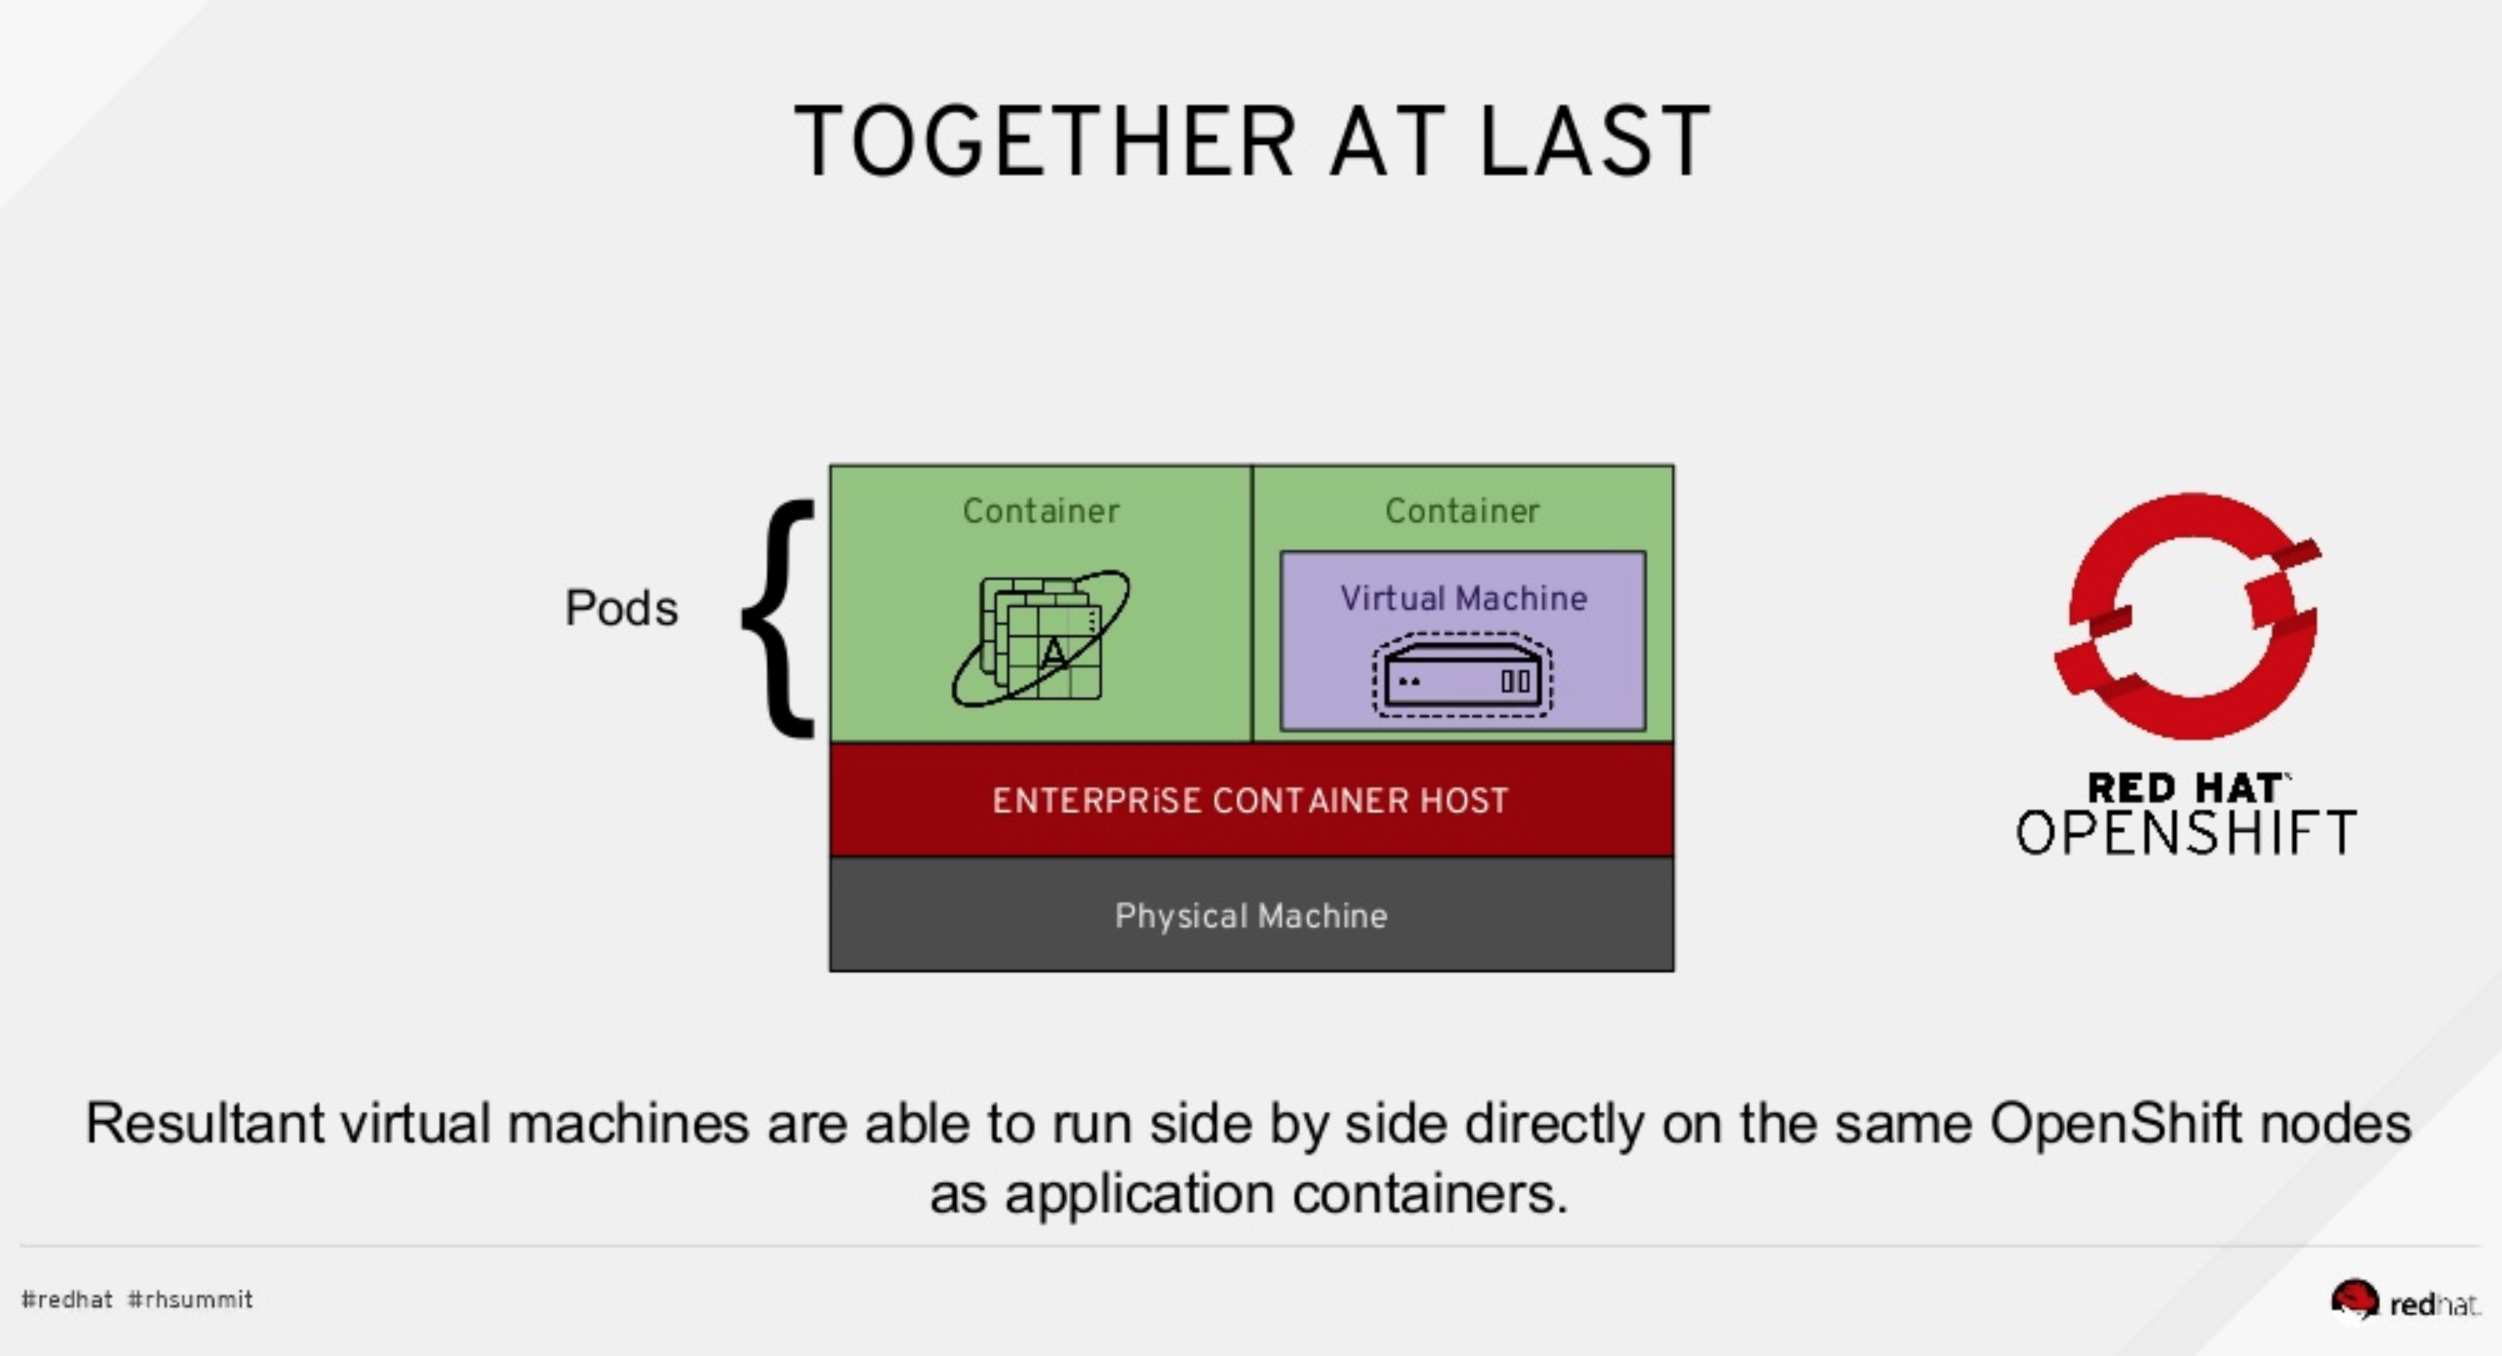 TOGETHER AT LAST
Pods
Container
A
Container
Virtual Machine
ENTERPRiSE CONTAINER HOST
Physical Machine
RED HAT
OPENSHIFT
Resultant virtual machines are able to run side by side directly on the same OpenShift nodes
as application containers.
#redhat #rhsummit
redhat.